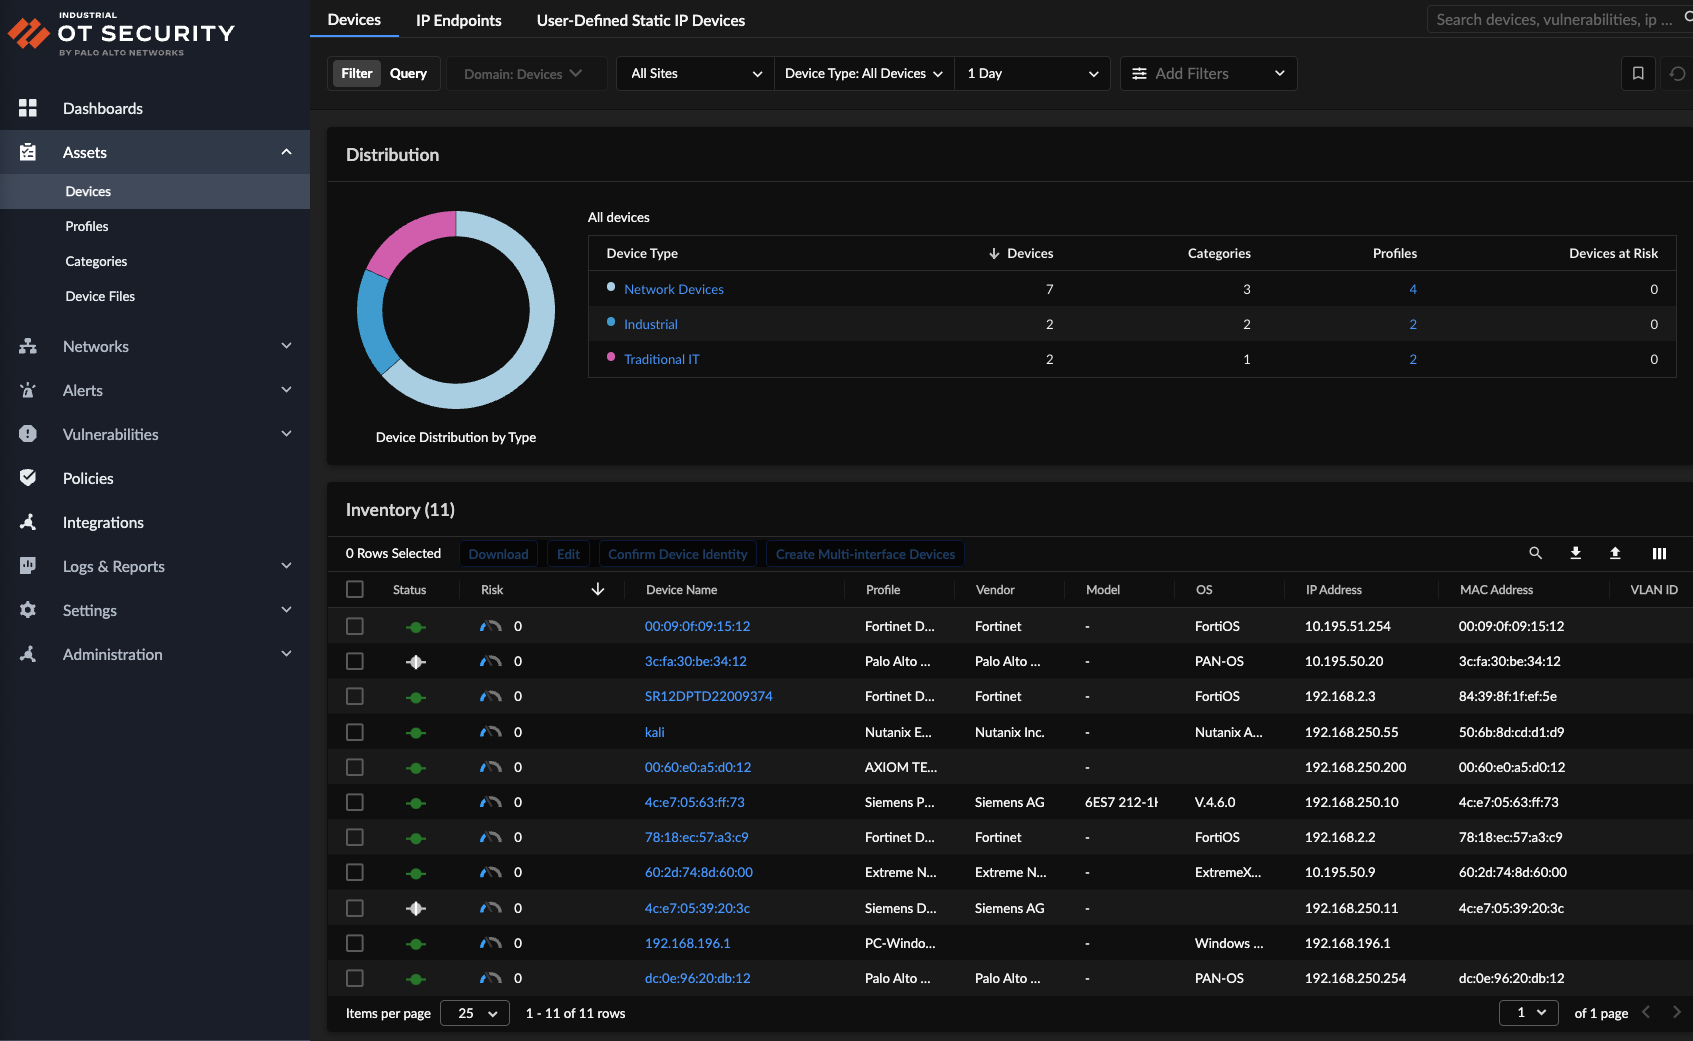 INDUSTRIAL
OT SECURITY
BY PALO ALTO NETWORKS
Dashboards
Assets
Devices
Profiles
Categories
Device Files
Networks
Alerts
Vulnerabilities
Policies
Integrations
Logs & Reports
Settings
Administration
Devices IP Endpoints User-Defined Static IP Devices
Search devices, vulnerabilities, ip ...
Filter Query Domain: Devices All Sites Device Type: All Devices 1 Day Add Filters
Distribution
All devices
Device Type Devices Categories Profiles Devices at Risk
Network Devices 7 3 4 0
Industrial 2 2 2 0
Traditional IT 2 1 2 0
Device Distribution by Type
Inventory (11)
0 Rows Selected Download Edit Confirm Device Identity Create Multi-interface Devices
Status Risk Device Name Profile Vendor Model OS IP Address MAC Address VLAN ID
0 00:09:0f:09:15:12 Fortinet D... Fortinet - FortiOS 10.195.51.254 00:09:0f:09:15:12
0 3c:fa:30:be:34:12 Palo Alto ... Palo Alto ... - PAN-OS 10.195.50.20 3c:fa:30:be:34:12
0 SR12DPTD22009374 Fortinet D... Fortinet - FortiOS 192.168.2.3 84:39:8f:1f:ef:5e
0 kali Nutanix E... Nutanix Inc. - Nutanix A... 192.168.250.55 50:6b:8d:cd:d1:d9
0 00:60:e0:a5:d0:12 AXIOM TE... - 192.168.250.200 00:60:e0:a5:d0:12
0 4c:e7:05:63:ff:73 Siemens P... Siemens AG 6ES7 212-1 V.4.6.0 192.168.250.10 4c:e7:05:63:ff:73
0 78:18:ec:57:a3:c9 Fortinet D... Fortinet - FortiOS 192.168.2.2 78:18:ec:57:a3:c9
0 60:2d:74:8d:60:00 Extreme N... Extreme N... - ExtremeX... 10.195.50.9 60:2d:74:8d:60:00
0 4c:e7:05:39:20:3c Siemens D... Siemens AG - 192.168.250.11 4c:e7:05:39:20:3c
0 192.168.196.1 PC-Windo... - Windows ... 192.168.196.1
0 dc:0e:96:20:db:12 Palo Alto ... Palo Alto ... - PAN-OS 192.168.250.254 dc:0e:96:20:db:12
Items per page 25 1 - 11 of 11 rows 1 of 1 page